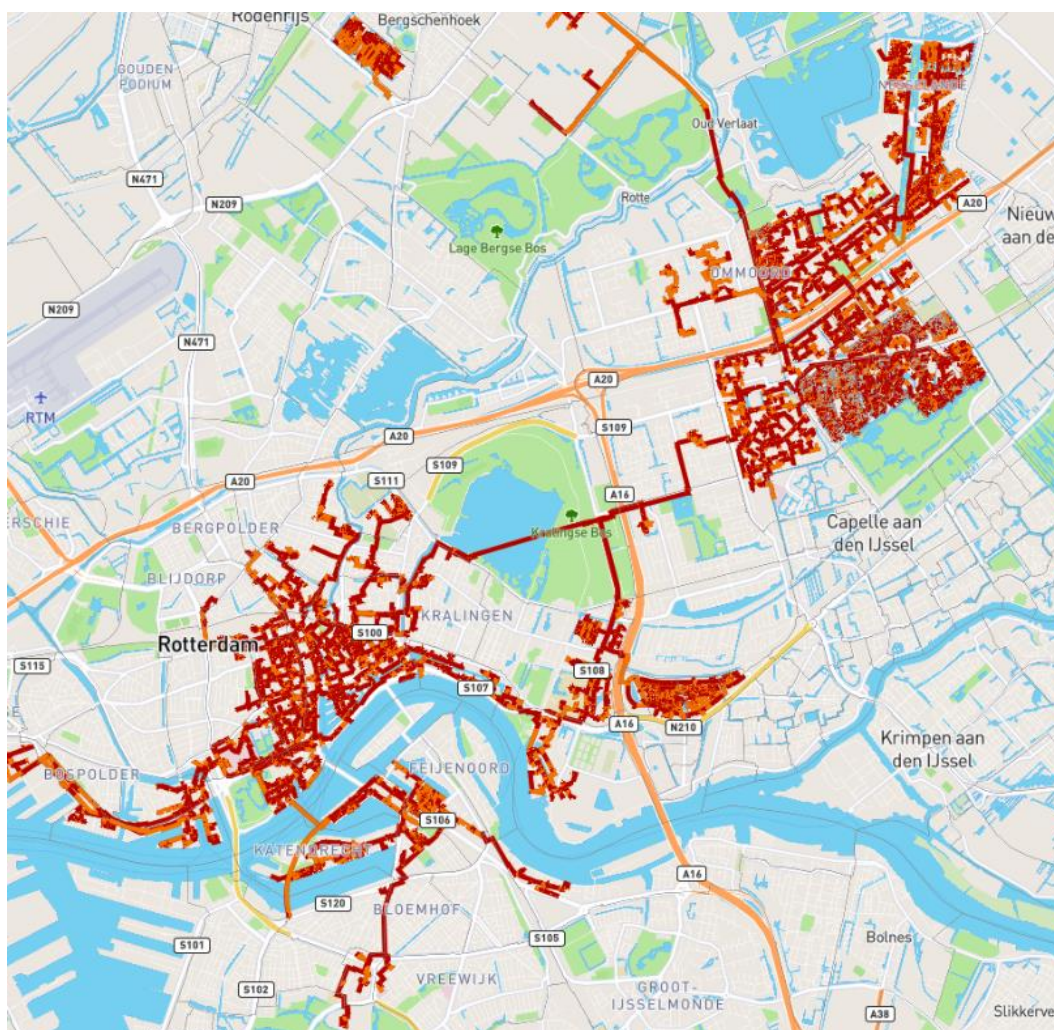 Rodenrijs
Bergschenhoek
GOUDEN-
PODIUM
NESSELANDE
Oud Verlaat
N471
N209
Rotte
A20
Nieuw
aan de
Lage Bergse Bos
OMMOORD
N209
N471
RTM
A20
A20
S109
S109
A20
S111
A16
ERSCHIE
BERGPOLDER
Kralingse Bos
Capelle aan
den IJssel
BLIJDORP
KRALINGEN
S100
Rotterdam
S115
S108
S107
A16
N210
Krimpen aan
den IJssel
BOSPOLDER
FEIJENOORD
S106
KATENDRECHT
A16
S120
BLOEMHOF
S101
S105
Bolnes
VREEWIJK
S102
GROOT-
IJSSELMONDE
A38
Slikkerve